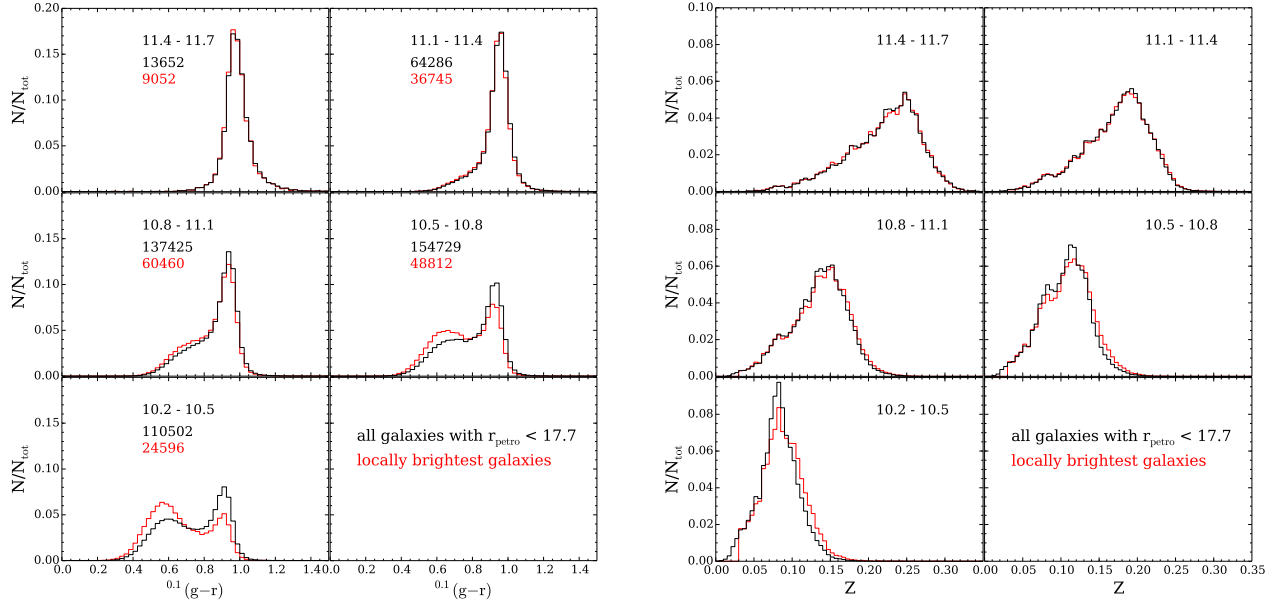 0.20
0.15
0.10
0.05
0.00
N/N_tot
11.4 - 11.7
13652
9052
11.1 - 11.4
64286
36745
0.15
0.10
0.05
0.00
N/N_tot
10.8 - 11.1
137425
60460
10.5 - 10.8
154729
48812
0.15
0.10
0.05
0.00
N/N_tot
10.2 - 10.5
110502
24596
all galaxies with r_petro < 17.7
locally brightest galaxies
0.0 0.2 0.4 0.6 0.8 1.0 1.2 1.4 0.0 0.2 0.4 0.6 0.8 1.0 1.2 1.4
^0.1(g−r) ^0.1(g−r)
0.10
0.08
0.06
0.04
0.02
0.00
N/N_tot
11.4 - 11.7
11.1 - 11.4
0.08
0.06
0.04
0.02
0.00
N/N_tot
10.8 - 11.1
10.5 - 10.8
0.08
0.06
0.04
0.02
0.00
N/N_tot
10.2 - 10.5
all galaxies with r_petro < 17.7
locally brightest galaxies
0.00 0.05 0.10 0.15 0.20 0.25 0.30 0.05 0.10 0.15 0.20 0.25 0.30 0.35
Z Z